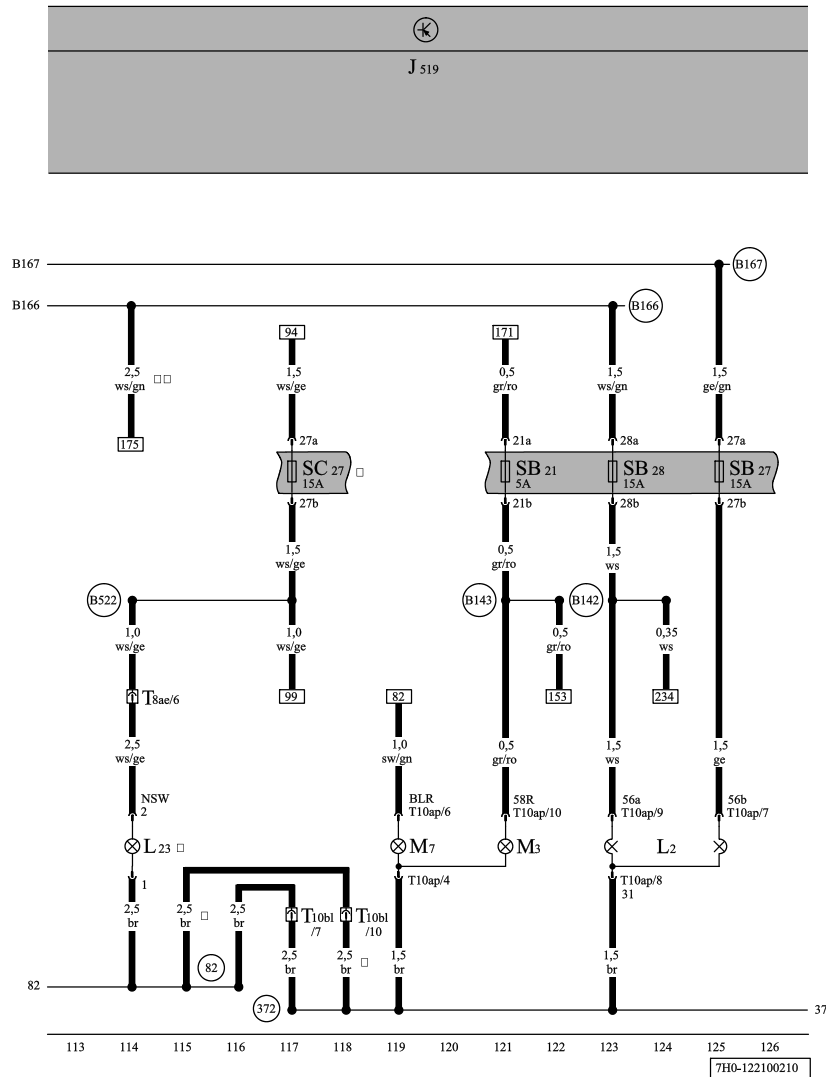 J 519
B167
B167
B166
B166
94
171
2,5
ws/gn
1,5
ws/ge
0,5
gr/ro
1,5
ws/gn
1,5
ge/gn
175
27a
21a
28a
27a
SC 27
15A
SB 21
5A
SB 28
15A
SB 27
15A
27b
21b
28b
27b
1,5
ws/ge
0,5
gr/ro
1,5
ws
B522
B143
B142
1,0
ws/ge
1,0
ws/ge
0,5
gr/ro
0,35
ws
T8ae/6
99
82
153
234
2,5
ws/ge
1,0
sw/gn
0,5
gr/ro
1,5
ws
1,5
ge
NSW
2
BLR
T10ap/6
58R
T10ap/10
56a
T10ap/9
56b
T10ap/7
L 23
M7
M3
L2
1
T10ap/4
T10ap/8
31
2,5
br
2,5
br
2,5
br
T10bl
/7
T10bl
/10
2,5
br
2,5
br
1,5
br
1,5
br
82
82
372
37
113 114 115 116 117 118 119 120 121 122 123 124 125 126
7H0-122100210